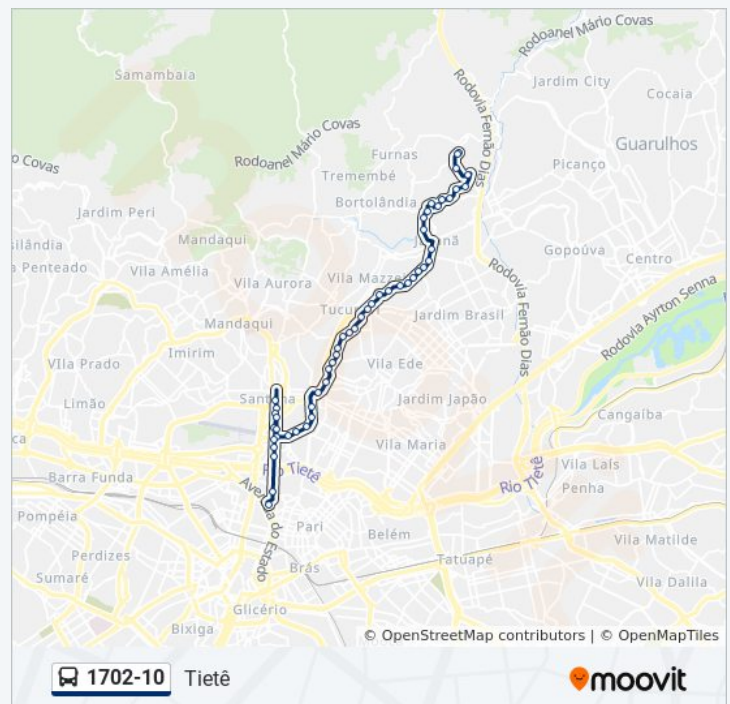 Rodoanel Mário Covas
Samambaia
Rodovia Fernão Dias
Jardim City
Cocaia
Guarulhos
Rodoanel Mário Covas
Furnas
Picanço
o Covas
Tremembé
Bortolândia
Jardim Peri
silândia
Mandaqui
Gopoúva
Centro
a Penteado
Vila Amélia
Vila Aurora
Vila Mazzei
Rodovia Fernão Dias
Rodovia Ayrton Senna
Mandaqui
Jardim Brasil
Imirim
Vila Ede
VIla Prado
Limão
Jardim Japão
Cangaíba
ca
Vila Maria
Rio Tietê
Vila Laís
Barra Funda
Rio Tietê
Penha
Avenida do Estado
Pompéia
Pari
Belém
Vila Matilde
Perdizes
Brás
Tatuapé
Sumaré
Vila Dalila
Glicério
Bixiga
© OpenStreetMap contributors | © OpenMapTiles
1702-10 Tietê
moovit